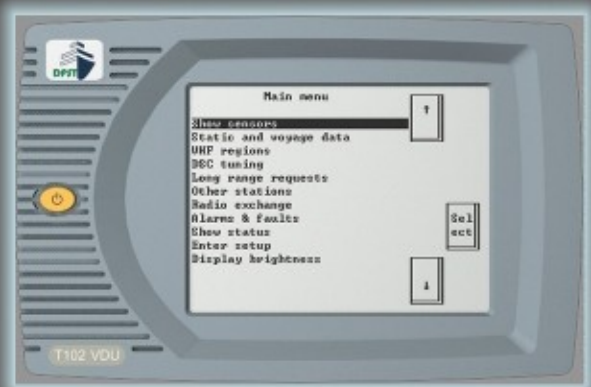 DPST
Main menu
Show sensors
Static and voyage data
VHF regions
DSC tuning
Long range requests
Other stations
Radio exchange
Alarms & faults
Show status
Enter setup
Display brightness
↑
Sel
ect
↓
T102 VDU